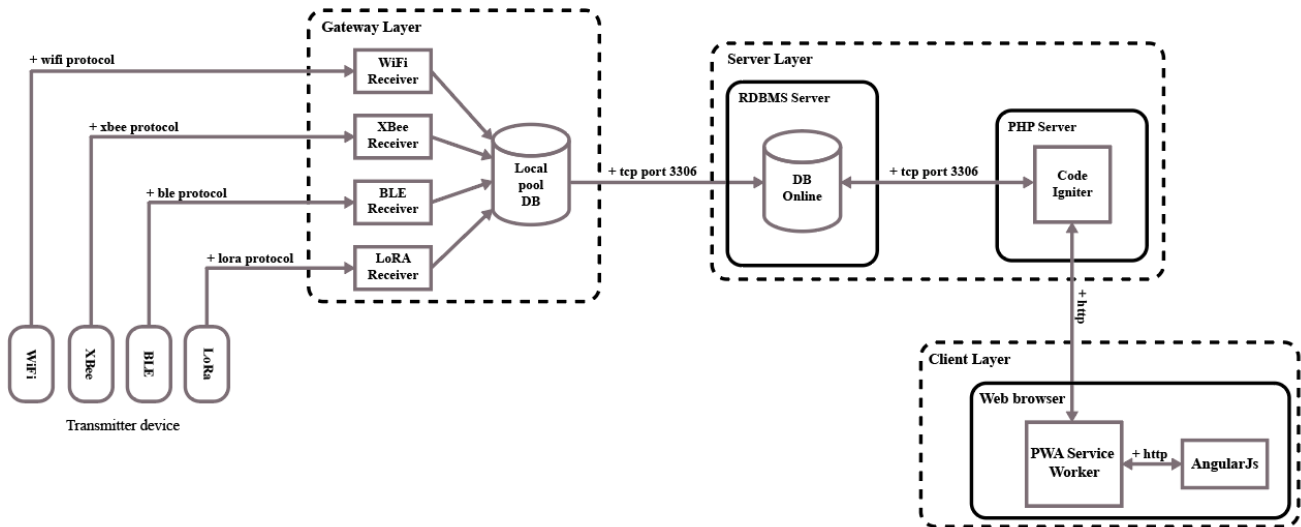 Gateway Layer
+ wifi protocol
WiFi
Receiver
+ xbee protocol
XBee
Receiver
+ ble protocol
BLE
Receiver
+ lora protocol
LoRA
Receiver
Local
pool
DB
WiFi
XBee
BLE
LoRa
Transmitter device
+ tcp port 3306
Server Layer
RDBMS Server
DB
Online
+ tcp port 3306
PHP Server
Code
Igniter
+ http
Client Layer
Web browser
PWA Service
Worker
+ http
AngularJs